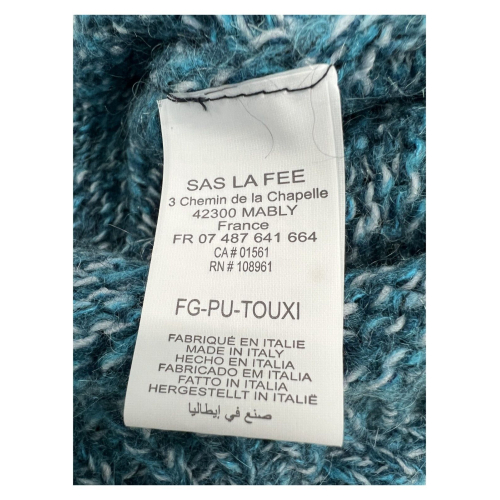 SAS LA FEE
3 Chemin de la Chapelle
42300 MABLY
France
FR 07 487 641 664
CA # 01561
RN # 108961
FG-PU-TOUXI
FABRIQUÉ EN ITALIE
MADE IN ITALY
HECHO EN ITALIA
FABRICADO EM ITALIA
FATTO IN ITALIA
HERGESTELLT IN ITALIË
صنع في إيطاليا